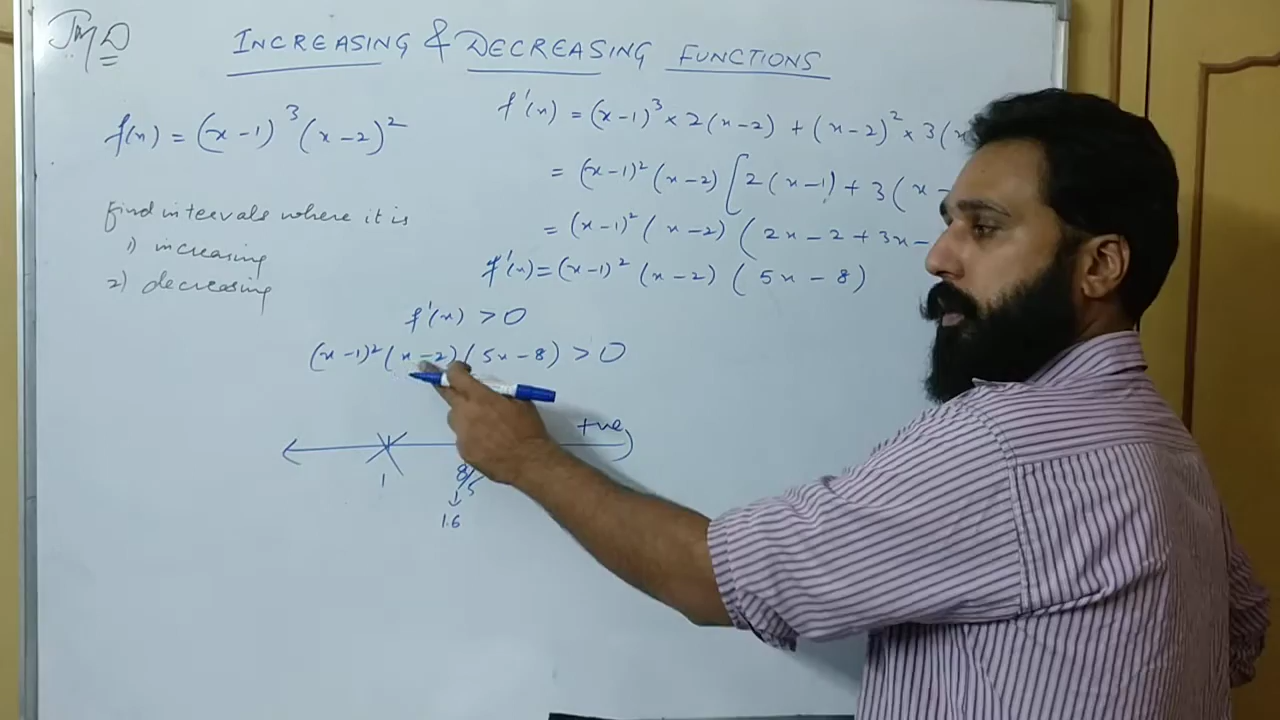 INCREASING & DECREASING FUNCTIONS
f(x) = (x-1)³ (x-2)²
find intervals where it is
1) increasing
2) decreasing
f'(x) = (x-1)³ × 2(x-2) + (x-2)² × 3(x
= (x-1)² (x-2) [2(x-1) + 3(x-
= (x-1)² (x-2) (2x-2+3x-
f'(x) = (x-1)² (x-2) (5x-8)
f'(x) > 0
(x-1)² (x-2) (5x-8) > 0
+ve
1 8/5
1.6